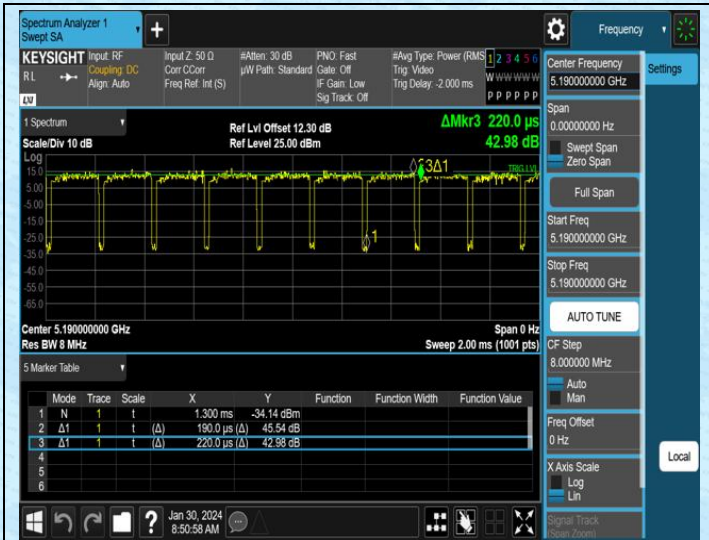 Spectrum Analyzer 1
Swept SA
Frequency
KEYSIGHT
RL
LXI
Input: RF
Coupling: DC
Align: Auto
Input Z: 50 Ω
Corr CCorr
Freq Ref: Int (S)
#Atten: 30 dB
µW Path: Standard
PNO: Fast
Gate: Off
IF Gain: Low
Sig Track: Off
#Avg Type: Power (RMS
Trig: Video
Trig Delay: -2.000 ms
1 2 3 4 5 6
W W W W W W
P P P P P P
1 Spectrum
Scale/Div 10 dB
Ref Lvl Offset 12.30 dB
Ref Level 25.00 dBm
ΔMkr3 220.0 µs
42.98 dB
Log
15.0
5.00
-5.00
-15.0
-25.0
-35.0
-45.0
-55.0
-65.0
3Δ1
TRIG LVL
1
Center 5.190000000 GHz
Res BW 8 MHz
Span 0 Hz
Sweep 2.00 ms (1001 pts)
5 Marker Table
Mode Trace Scale X Y Function Function Width Function Value
1 N 1 t 1.300 ms -34.14 dBm
2 Δ1 1 t (Δ) 190.0 µs (Δ) 45.54 dB
3 Δ1 1 t (Δ) 220.0 µs (Δ) 42.98 dB
4
5
6
Jan 30, 2024
8:50:58 AM
Center Frequency
5.190000000 GHz
Settings
Span
0.00000000 Hz
Swept Span
Zero Span
Full Span
Start Freq
5.190000000 GHz
Stop Freq
5.190000000 GHz
AUTO TUNE
CF Step
8.000000 MHz
Auto
Man
Freq Offset
0 Hz
X Axis Scale
Log
Lin
Local
Signal Track
(Span Zoom)